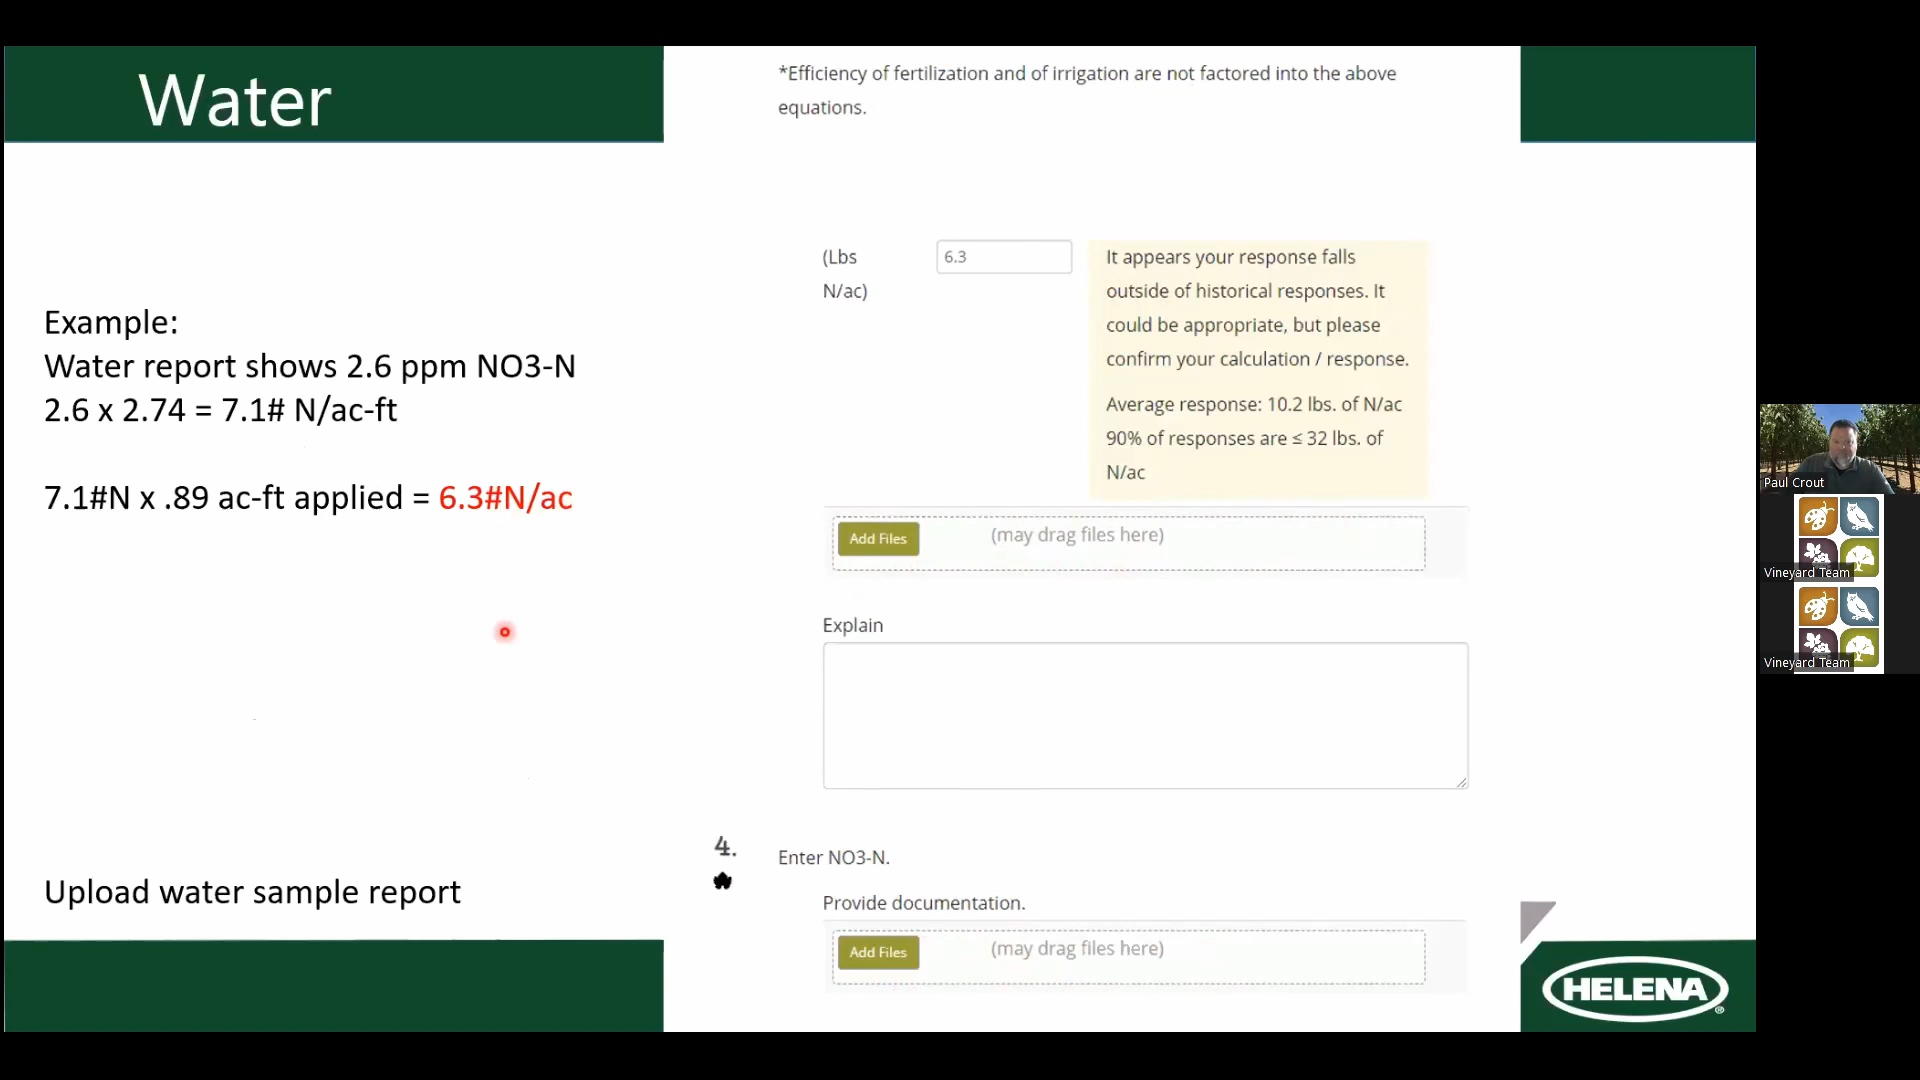 Water
Example:
Water report shows 2.6 ppm NO3-N
2.6 x 2.74 = 7.1# N/ac-ft
7.1#N x .89 ac-ft applied = 6.3#N/ac
Upload water sample report
*Efficiency of fertilization and of irrigation are not factored into the above
equations.
(Lbs
N/ac)
6.3
It appears your response falls
outside of historical responses. It
could be appropriate, but please
confirm your calculation / response.
Average response: 10.2 lbs. of N/ac
90% of responses are ≤ 32 lbs. of
N/ac
Add Files
(may drag files here)
Explain
4.
Enter NO3-N.
Provide documentation.
Add Files
(may drag files here)
HELENA®
Paul Crout
Vineyard Team
Vineyard Team